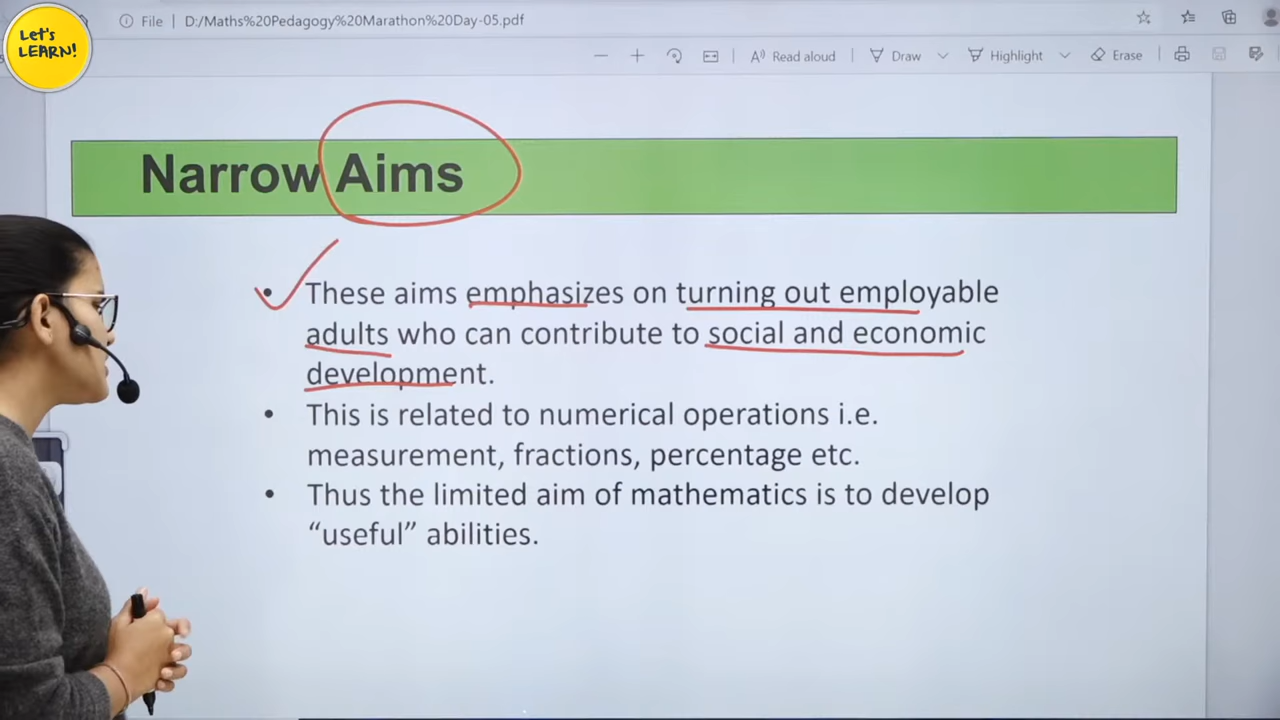 Let's
LEARN!
File D:/Maths%20Pedagogy%20Marathon%20Day-05.pdf
Read aloud Draw Highlight Erase
Narrow Aims
• These aims emphasizes on turning out employable
adults who can contribute to social and economic
development.
• This is related to numerical operations i.e.
measurement, fractions, percentage etc.
• Thus the limited aim of mathematics is to develop
“useful” abilities.